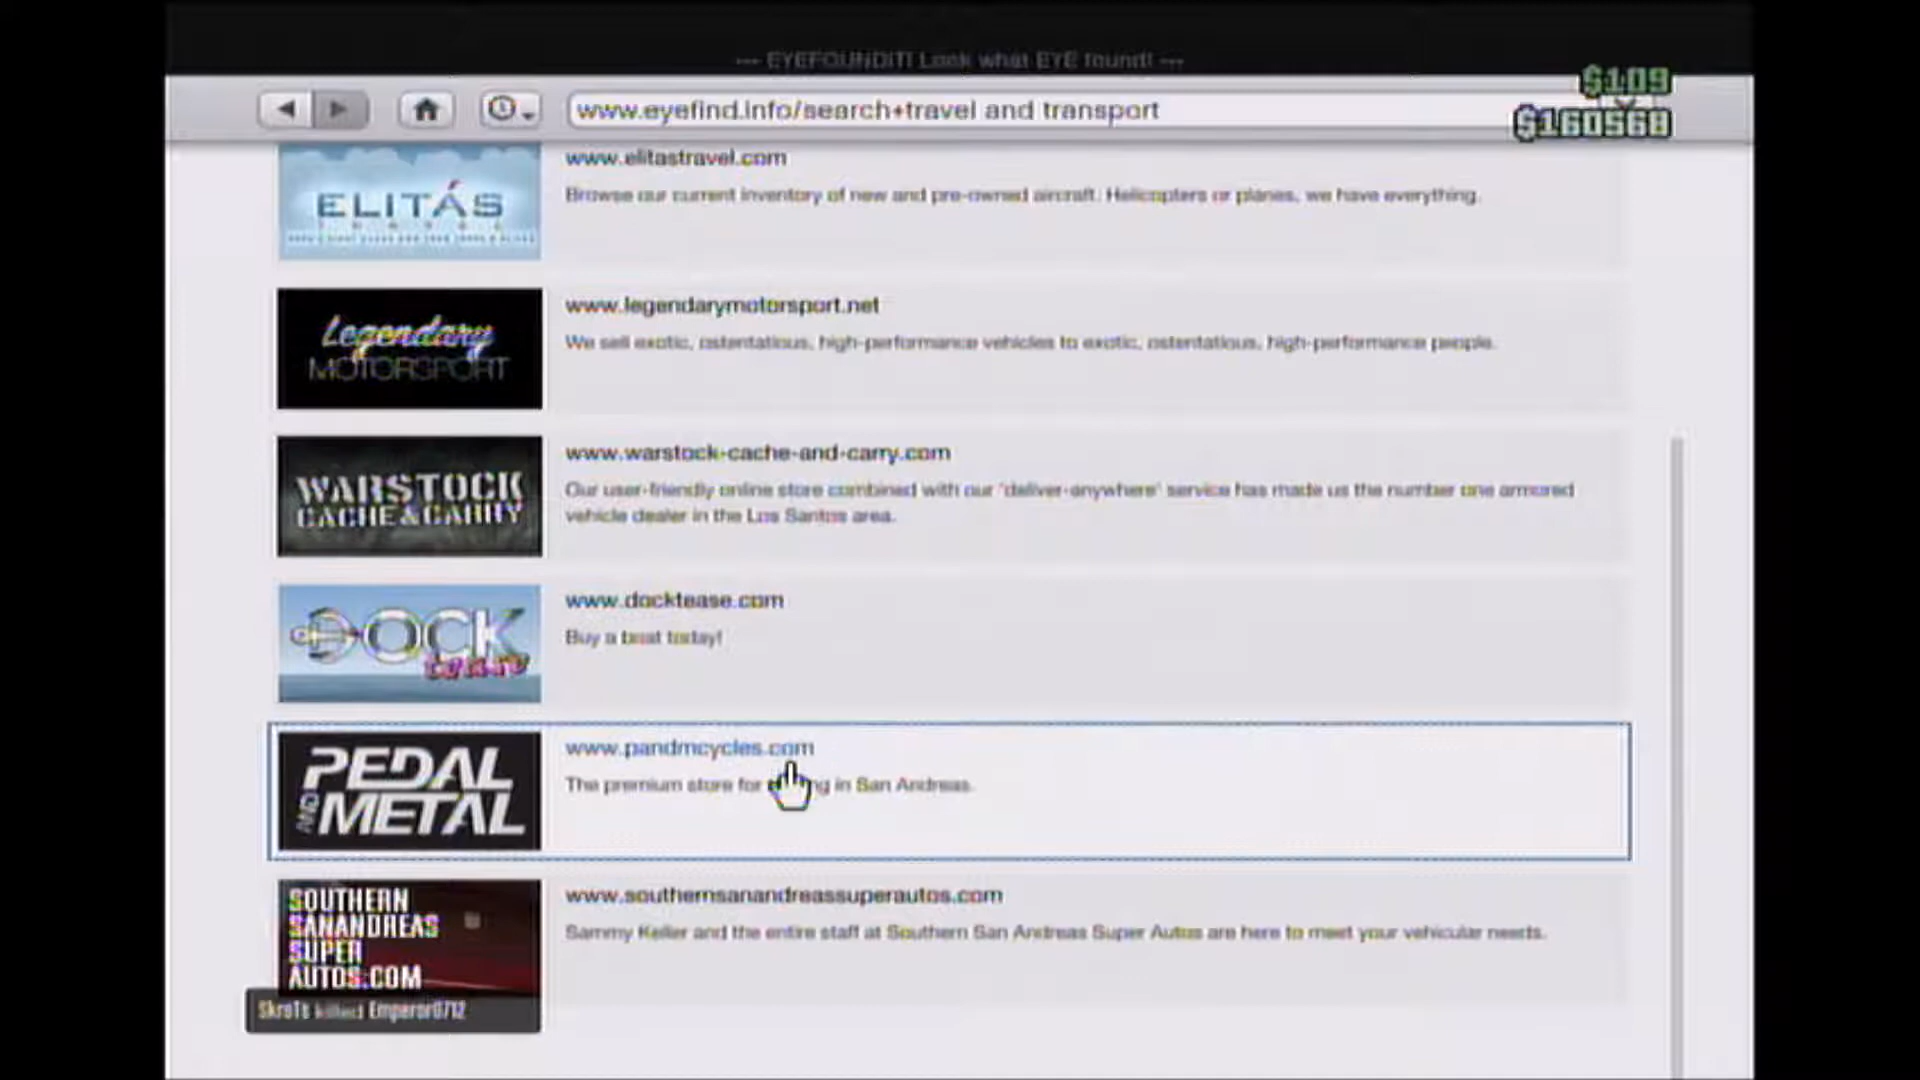 --- EYEFOUNDIT! Look what EYE found! ---
$109
www.eyefind.info/search+travel and transport
$160568
ELITÁS
TRAVEL
www.elitastravel.com
Browse our current inventory of new and pre-owned aircraft. Helicopters or planes, we have everything.
Legendary
MOTORSPORT
www.legendarymotorsport.net
We sell exotic, ostentatious, high-performance vehicles to exotic, ostentatious, high-performance people.
WARSTOCK
CACHE & CARRY
www.warstock-cache-and-carry.com
Our user-friendly online store combined with our 'deliver-anywhere' service has made us the number one armored
vehicle dealer in the Los Santos area.
DOCK
tease
www.docktease.com
Buy a boat today!
PEDAL
AND METAL
www.pandmcycles.com
The premium store for in San Andreas.
SOUTHERN
SANANDREAS
SUPER
AUTOS.COM
www.southernsanandreassuperautos.com
Sammy Keller and the entire staff at Southern San Andreas Super Autos are here to meet your vehicular needs.
SkroTs killed Emperor0712